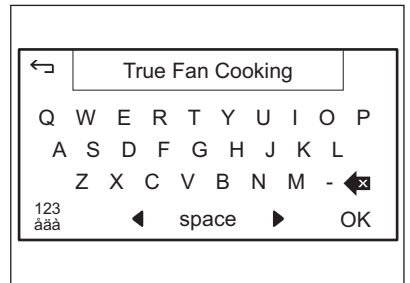 True Fan Cooking
Q W E R T Y U I O P
A S D F G H J K L
Z X C V B N M -
123
åäà
space
OK